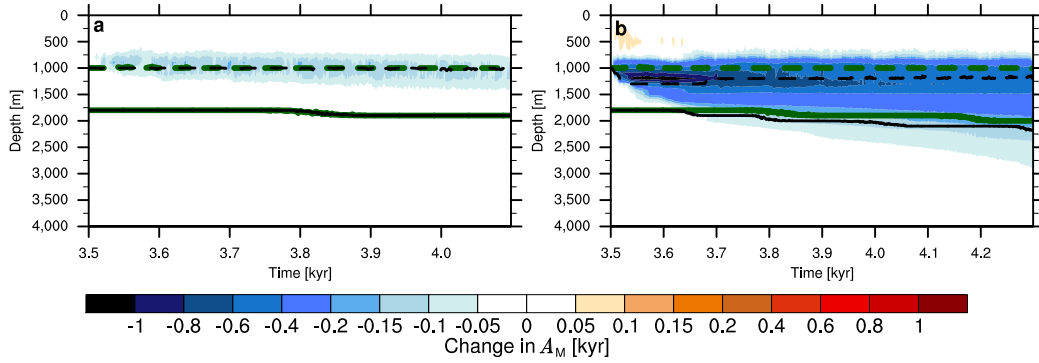 a
b
0
500
1,000
1,500
2,000
2,500
3,000
3,500
4,000
Depth [m]
3.5 3.6 3.7 3.8 3.9 4.0
Time [kyr]
0
500
1,000
1,500
2,000
2,500
3,000
3,500
4,000
Depth [m]
3.5 3.6 3.7 3.8 3.9 4.0 4.1 4.2
Time [kyr]
-1 -0.8 -0.6 -0.4 -0.2 -0.15 -0.1 -0.05 0 0.05 0.1 0.15 0.2 0.4 0.6 0.8 1
Change in A_M [kyr]